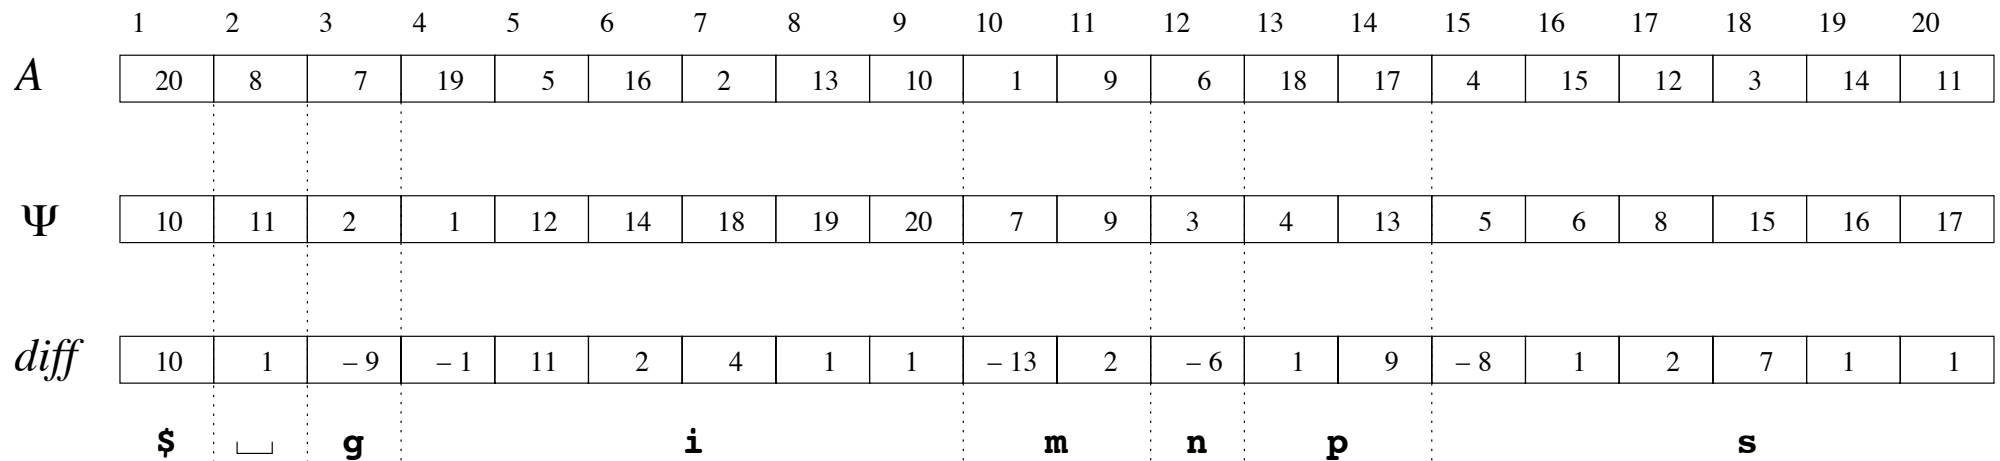 1 2 3 4 5 6 7 8 9 10 11 12 13 14 15 16 17 18 19 20
A 20 8 7 19 5 16 2 13 10 1 9 6 18 17 4 15 12 3 14 11
Ψ 10 11 2 1 12 14 18 19 20 7 9 3 4 13 5 6 8 15 16 17
diff 10 1 – 9 – 1 11 2 4 1 1 – 13 2 – 6 1 9 – 8 1 2 7 1 1
$ ␣ g i m n p s